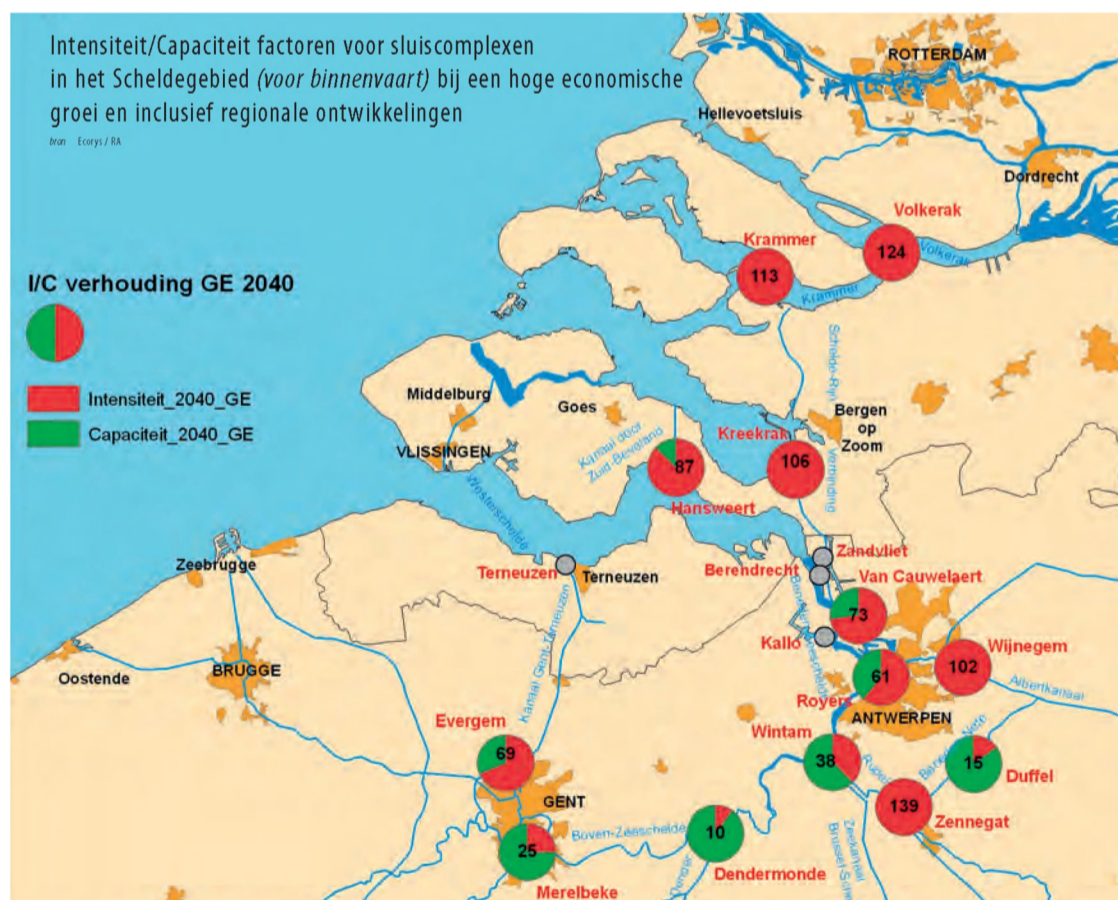 Intensiteit/Capaciteit factoren voor sluiscomplexen
in het Scheldegebied (voor binnenvaart) bij een hoge economische
groei en inclusief regionale ontwikkelingen
bron Ecorys / RA
ROTTERDAM
Hellevoetsluis
Dordrecht
Volkerak
Krammer
124
Volkerak
113
Krammer
I/C verhouding GE 2040
Intensiteit_2040_GE
Capaciteit_2040_GE
Schelde-Rijn
Verbinding
Middelburg
Goes
Bergen
op
Zoom
Kreekrak
Kanaal door
Zuid-Beveland
VLISSINGEN
87
106
Westerschelde
Hansweert
Zandvliet
Zeebrugge
Terneuzen
Terneuzen
Berendrecht
Van Cauwelaert
73
Kallo
Wijnegem
102
Oostende
BRUGGE
Kanaal Gent-Terneuzen
61
Albertkanaal
Royers
ANTWERPEN
Evergem
69
Wintam
38
Rupel
Nete
15
Duffel
GENT
139
Zennegat
Boven-Zeeschelde
10
25
Zeekanaal
Dender
Dendermonde
Merelbeke